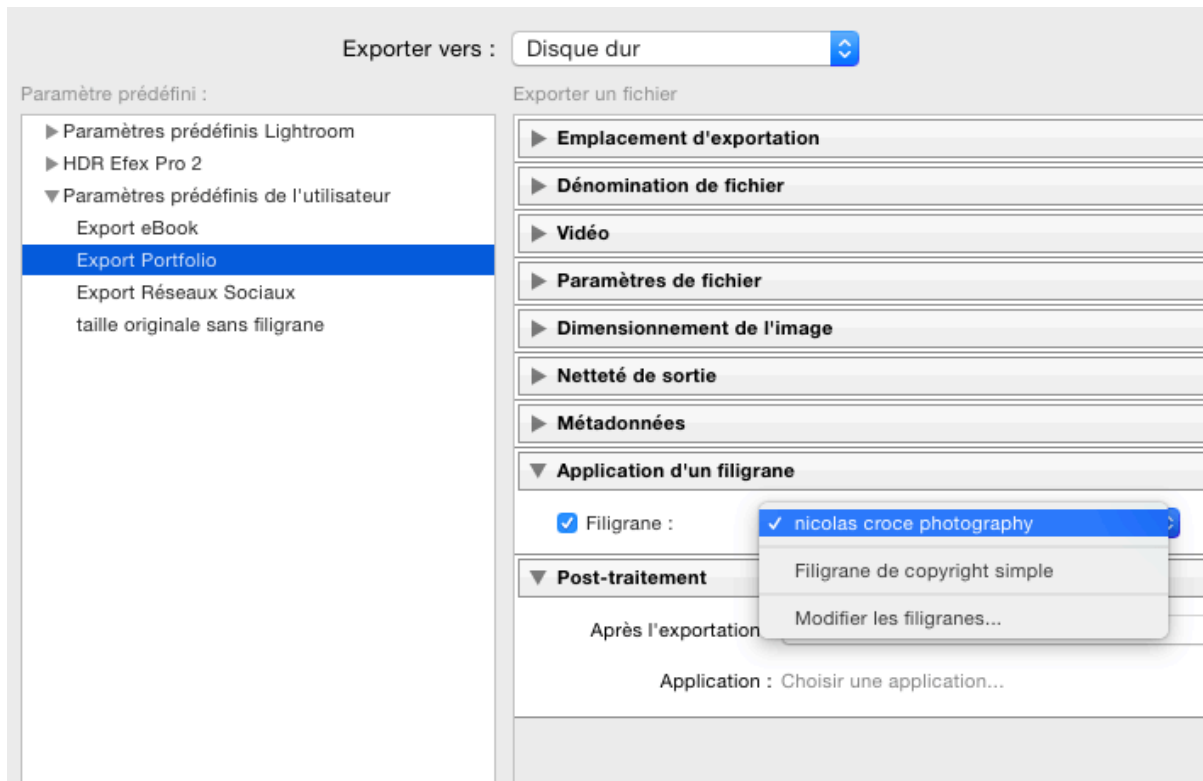 Exporter vers : Disque dur
Paramètre prédéfini :
Paramètres prédéfinis Lightroom
HDR Efex Pro 2
Paramètres prédéfinis de l'utilisateur
Export eBook
Export Portfolio
Export Réseaux Sociaux
taille originale sans filigrane
Exporter un fichier
Emplacement d'exportation
Dénomination de fichier
Vidéo
Paramètres de fichier
Dimensionnement de l'image
Netteté de sortie
Métadonnées
Application d'un filigrane
Filigrane : nicolas croce photography
Filigrane de copyright simple
Modifier les filigranes...
Post-traitement
Après l'exportation
Application : Choisir une application...